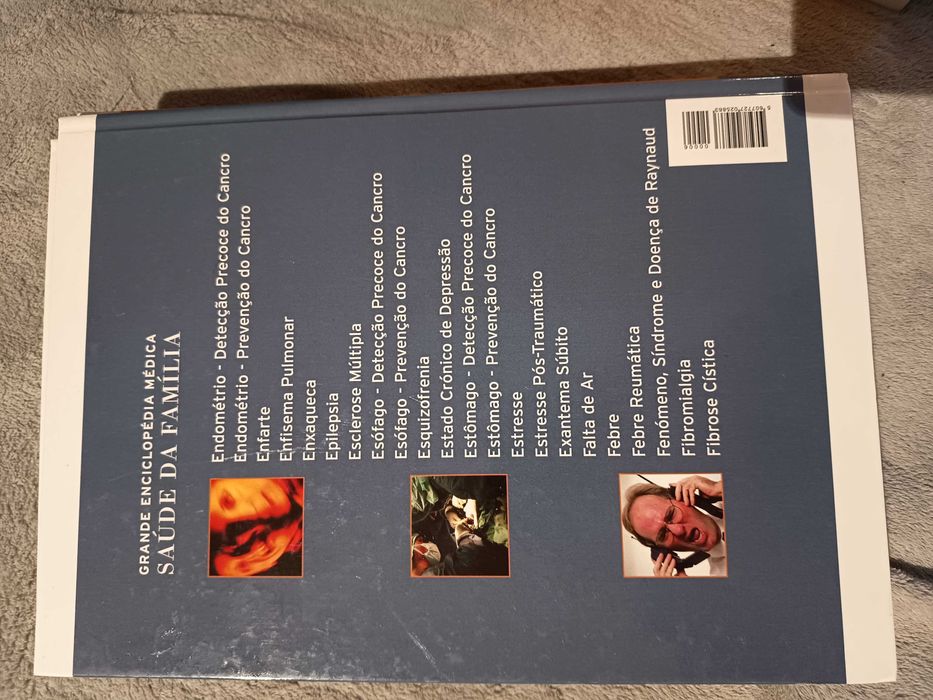 GRANDE ENCICLOPÉDIA MÉDICA
SAÚDE DA FAMÍLIA
Endométrio - Detecção Precoce do Cancro
Endométrio - Prevenção do Cancro
Enfarte
Enfisema Pulmonar
Enxaqueca
Epilepsia
Esclerose Múltipla
Esófago - Detecção Precoce do Cancro
Esófago - Prevenção do Cancro
Esquizofrenia
Estado Crónico de Depressão
Estômago - Detecção Precoce do Cancro
Estômago - Prevenção do Cancro
Estresse
Estresse Pós-Traumático
Exantema Súbito
Falta de Ar
Febre
Febre Reumática
Fenómeno, Síndrome e Doença de Raynaud
Fibromialgia
Fibrose Cística
00006
5607727025883